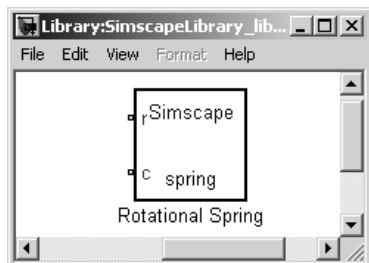 Library:SimscapeLibrary_lib...
File Edit View Format Help
Simscape
r
c
spring
Rotational Spring